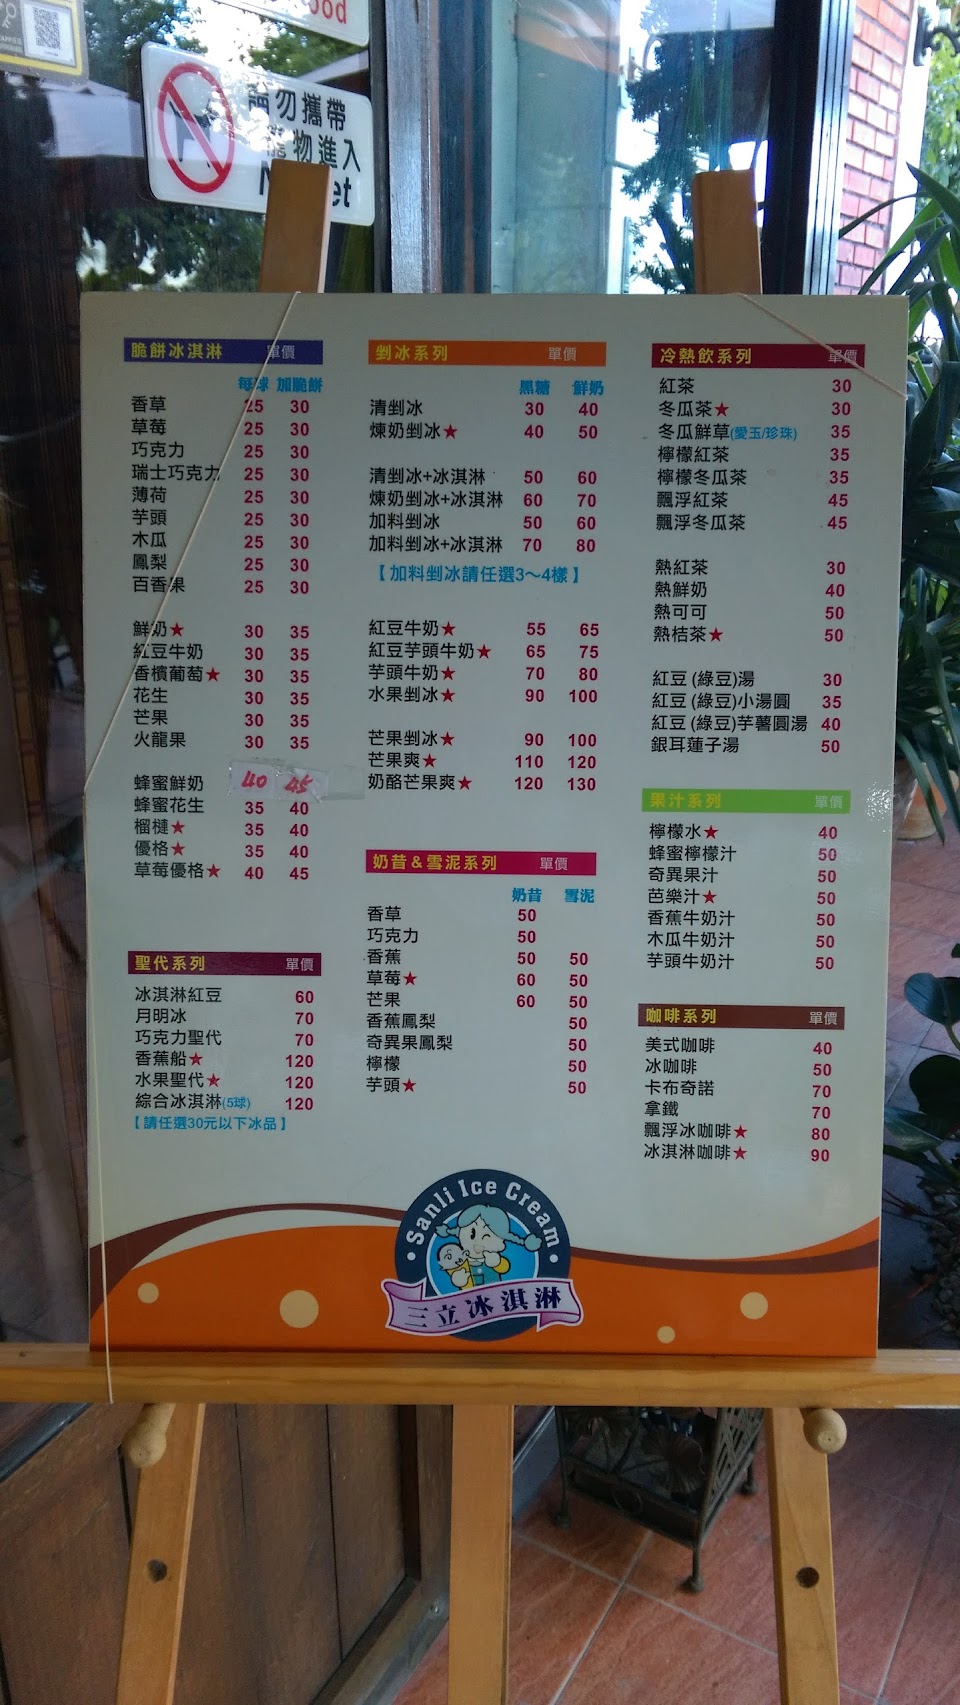 ood
請勿攜帶
寵物進入
脆餅冰淇淋 單價
每球 加脆餅
香草 25 30
草莓 25 30
巧克力 25 30
瑞士巧克力 25 30
薄荷 25 30
芋頭 25 30
木瓜 25 30
鳳梨 25 30
百香果 25 30
鮮奶★ 30 35
紅豆牛奶 30 35
香檳葡萄★ 30 35
花生 30 35
芒果 30 35
火龍果 30 35
蜂蜜鮮奶 40 45
蜂蜜花生 35 40
榴槤★ 35 40
優格★ 35 40
草莓優格★ 40 45
聖代系列 單價
冰淇淋紅豆 60
月明冰 70
巧克力聖代 70
香蕉船★ 120
水果聖代★ 120
綜合冰淇淋(5球) 120
【請任選30元以下冰品】
剉冰系列 單價
黑糖 鮮奶
清剉冰 30 40
煉奶剉冰★ 40 50
清剉冰+冰淇淋 50 60
煉奶剉冰+冰淇淋 60 70
加料剉冰 50 60
加料剉冰+冰淇淋 70 80
【加料剉冰請任選3～4樣】
紅豆牛奶★ 55 65
紅豆芋頭牛奶★ 65 75
芋頭牛奶★ 70 80
水果剉冰★ 90 100
芒果剉冰★ 90 100
芒果爽★ 110 120
奶酪芒果爽★ 120 130
奶昔&雪泥系列 單價
奶昔 雪泥
香草 50
巧克力 50
香蕉 50 50
草莓★ 60 50
芒果 60 50
香蕉鳳梨 50
奇異果鳳梨 50
檸檬 50
芋頭★ 50
冷熱飲系列 單價
紅茶 30
冬瓜茶★ 30
冬瓜鮮草(愛玉/珍珠) 35
檸檬紅茶 35
檸檬冬瓜茶 35
飄浮紅茶 45
飄浮冬瓜茶 45
熱紅茶 30
熱鮮奶 40
熱可可 50
熱桔茶★ 50
紅豆(綠豆)湯 30
紅豆(綠豆)小湯圓 35
紅豆(綠豆)芋薯圓湯 40
銀耳蓮子湯 50
果汁系列 單價
檸檬水★ 40
蜂蜜檸檬汁 50
奇異果汁 50
芭樂汁★ 50
香蕉牛奶汁 50
木瓜牛奶汁 50
芋頭牛奶汁 50
咖啡系列 單價
美式咖啡 40
冰咖啡 50
卡布奇諾 70
拿鐵 70
飄浮冰咖啡★ 80
冰淇淋咖啡★ 90
Sanli Ice Cream
三立冰淇淋